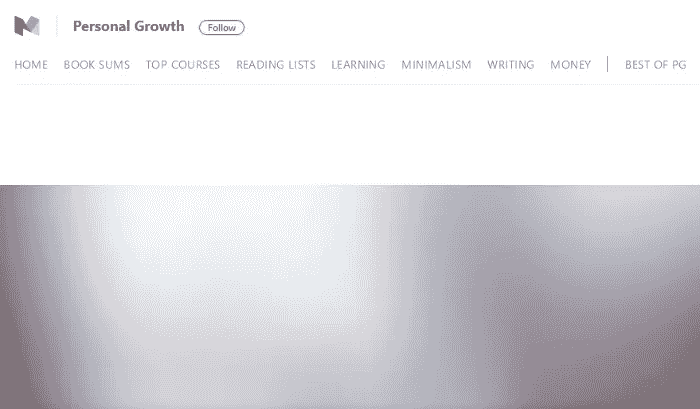 Personal Growth Follow
HOME BOOK SUMS TOP COURSES READING LISTS LEARNING MINIMALISM WRITING MONEY BEST OF PG